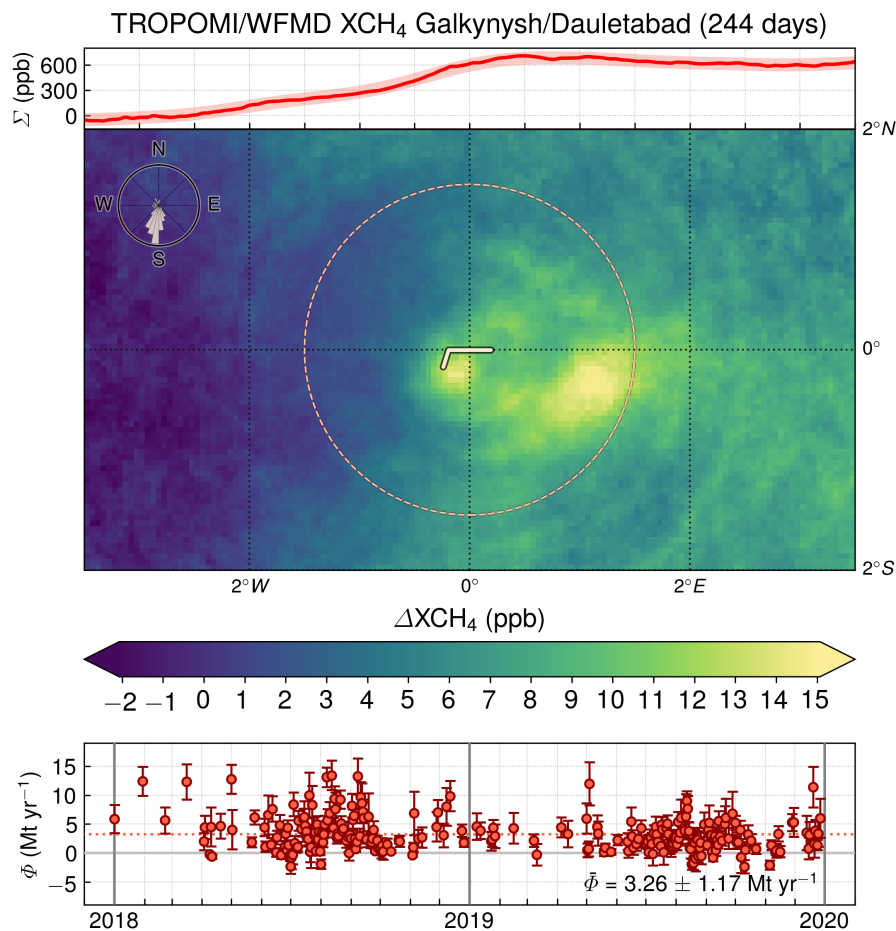 TROPOMI/WFMD XCH₄ Galkynysh/Dauletabad (244 days)
Σ (ppb)
600
300
0
2°N
N
W E
S
0°
2°S
2°W 0° 2°E
ΔXCH₄ (ppb)
−2 −1 0 1 2 3 4 5 6 7 8 9 10 11 12 13 14 15
Φ (Mt yr⁻¹)
15
10
5
0
−5
Φ̄ = 3.26 ± 1.17 Mt yr⁻¹
2018 2019 2020